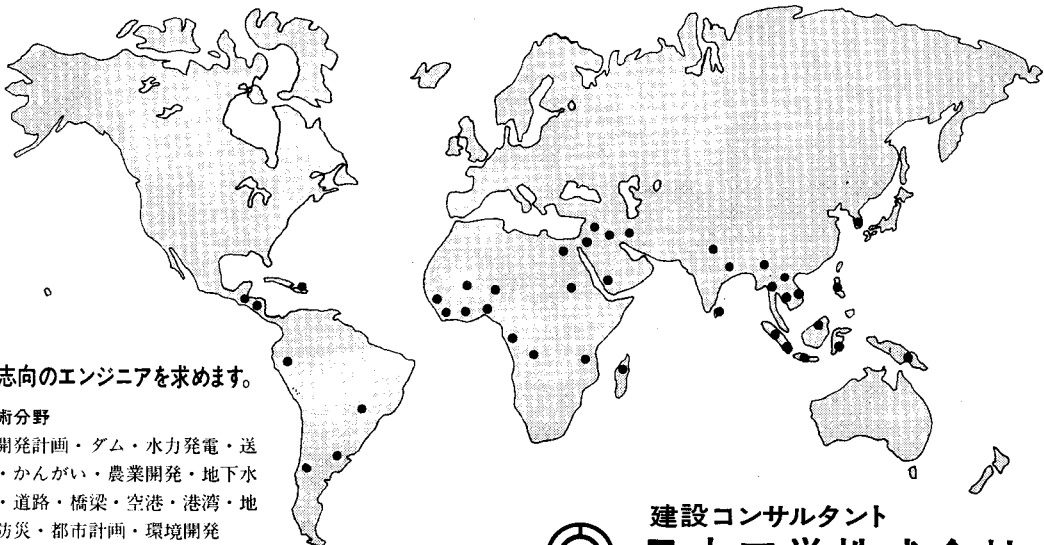 志向のエンジニアを求めます。
術分野
開発計画・ダム・水力発電・送
・かんがい・農業開発・地下水
・道路・橋梁・空港・港湾・地
防災・都市計画・環境開発
建設コンサルタント